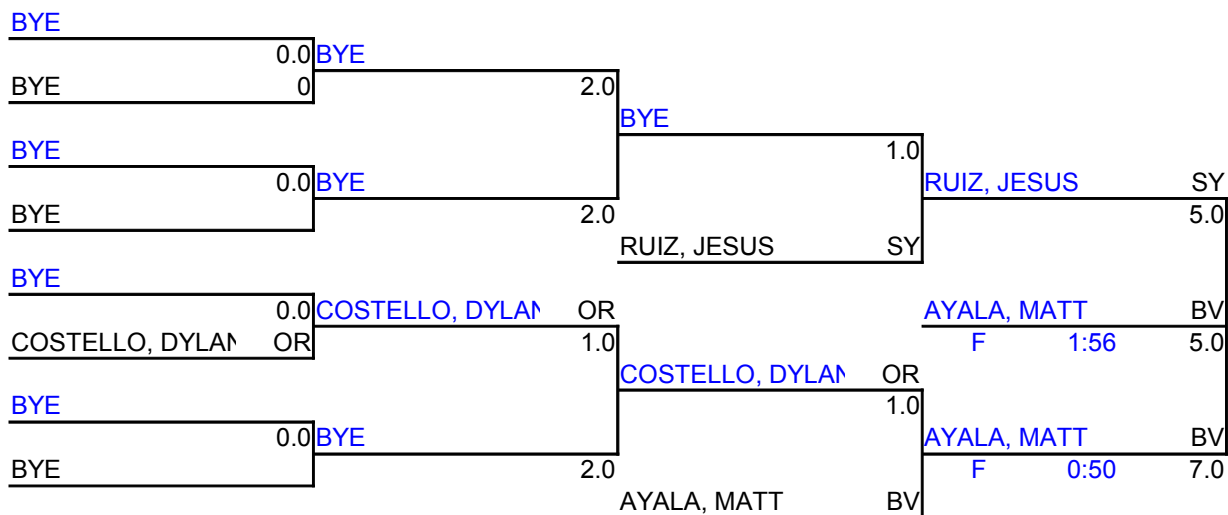 BYE
0.0 BYE
BYE 0 2.0
BYE
BYE 1.0
0.0 BYE RUIZ, JESUS SY
BYE 2.0 5.0
RUIZ, JESUS SY
BYE
0.0 COSTELLO, DYLAN OR AYALA, MATT BV
COSTELLO, DYLAN OR 1.0 F 1:56 5.0
COSTELLO, DYLAN OR
BYE 1.0
0.0 BYE AYALA, MATT BV
BYE 2.0 F 0:50 7.0
AYALA, MATT BV